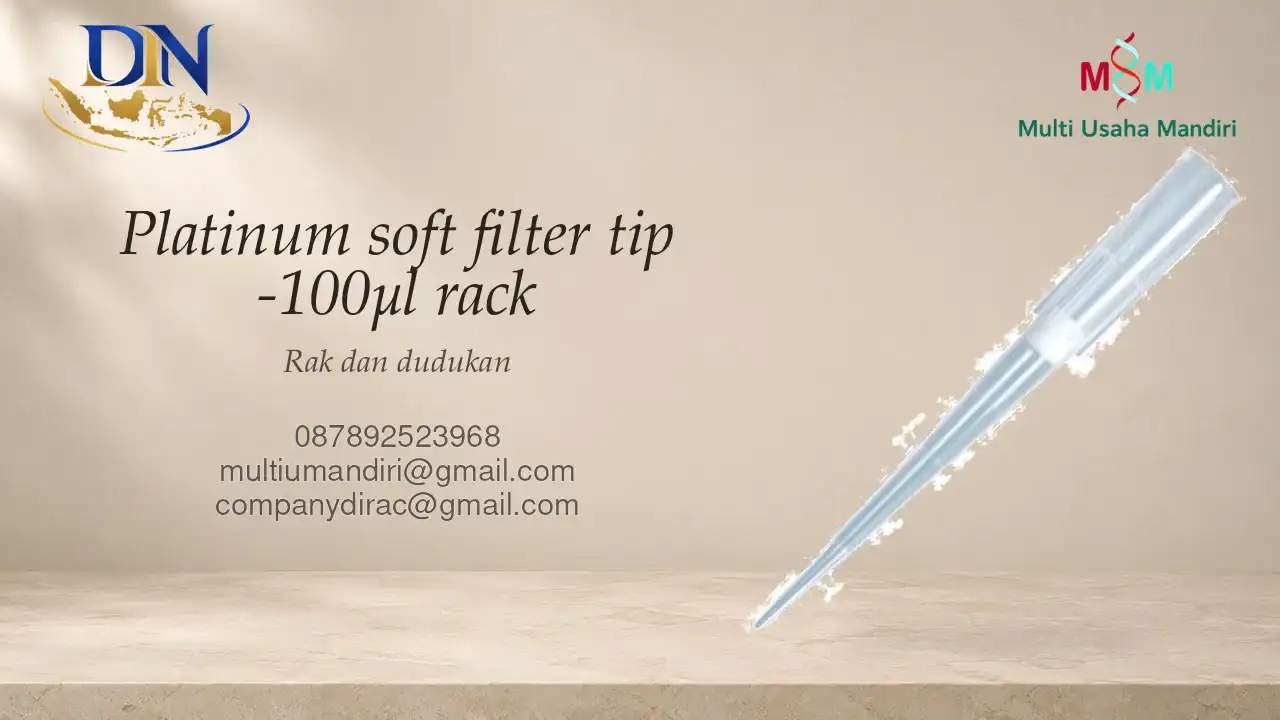 DIN
MSM
Multi Usaha Mandiri
Platinum soft filter tip
-100µl rack
Rak dan dudukan
087892523968
multiumandiri@gmail.com
companydirac@gmail.com